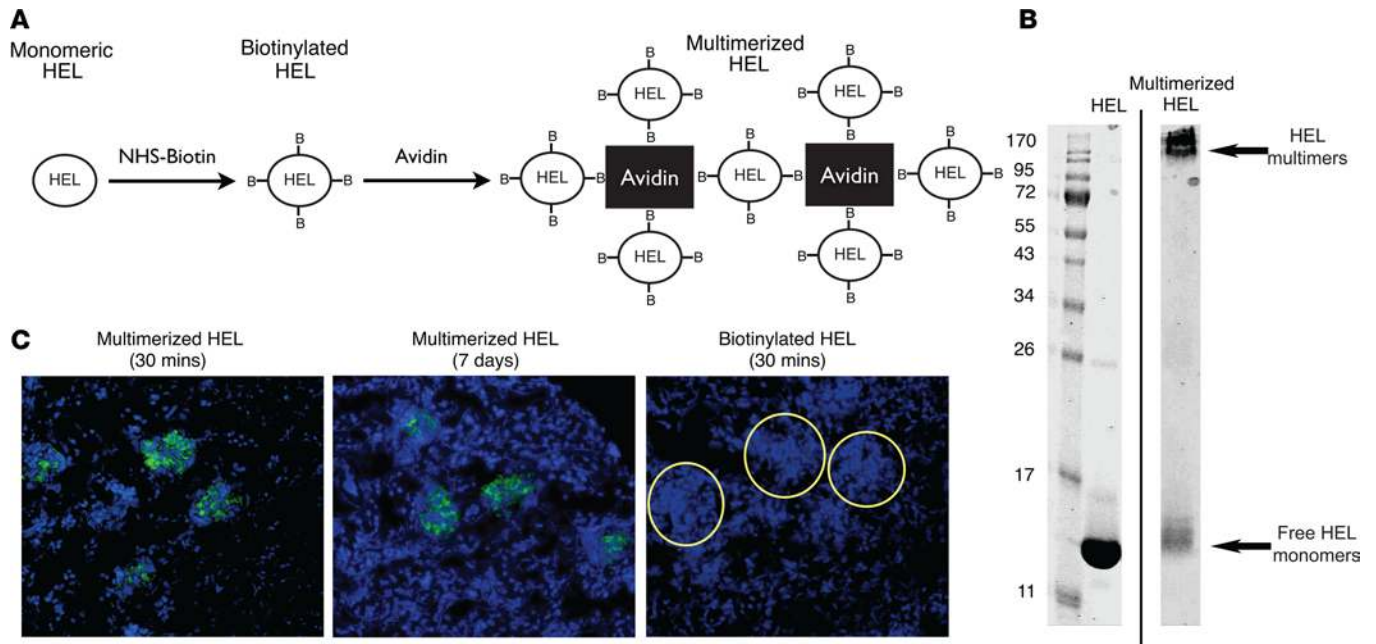 A
Monomeric
HEL
Biotinylated
HEL
Multimerized
HEL
HEL
NHS-Biotin
B
B
HEL
B
B
Avidin
B
B
HEL
B
B
B
B
HEL
B
B
B
HEL
B
B
Avidin
B
HEL
B
B
Avidin
B
HEL
B
B
B
B
HEL
B
B
B
B
HEL
B
B
B
Multimerized
HEL
HEL
170
95
72
55
43
34
26
17
11
HEL
multimers
Free HEL
monomers
C
Multimerized HEL
(30 mins)
Multimerized HEL
(7 days)
Biotinylated HEL
(30 mins)